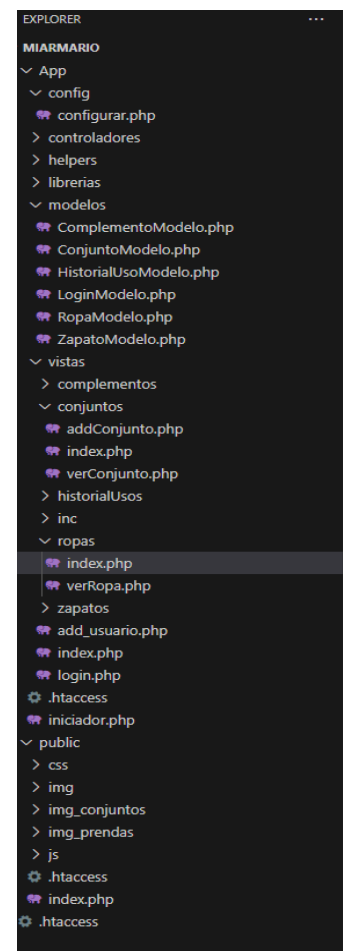 EXPLORER ...
MIARMARIO
App
config
configurar.php
controladores
helpers
librerias
modelos
ComplementoModelo.php
ConjuntoModelo.php
HistorialUsoModelo.php
LoginModelo.php
RopaModelo.php
ZapatoModelo.php
vistas
complementos
conjuntos
addConjunto.php
index.php
verConjunto.php
historialUsos
inc
ropas
index.php
verRopa.php
zapatos
add_usuario.php
index.php
login.php
.htaccess
iniciador.php
public
css
img
img_conjuntos
img_prendas
js
.htaccess
index.php
.htaccess